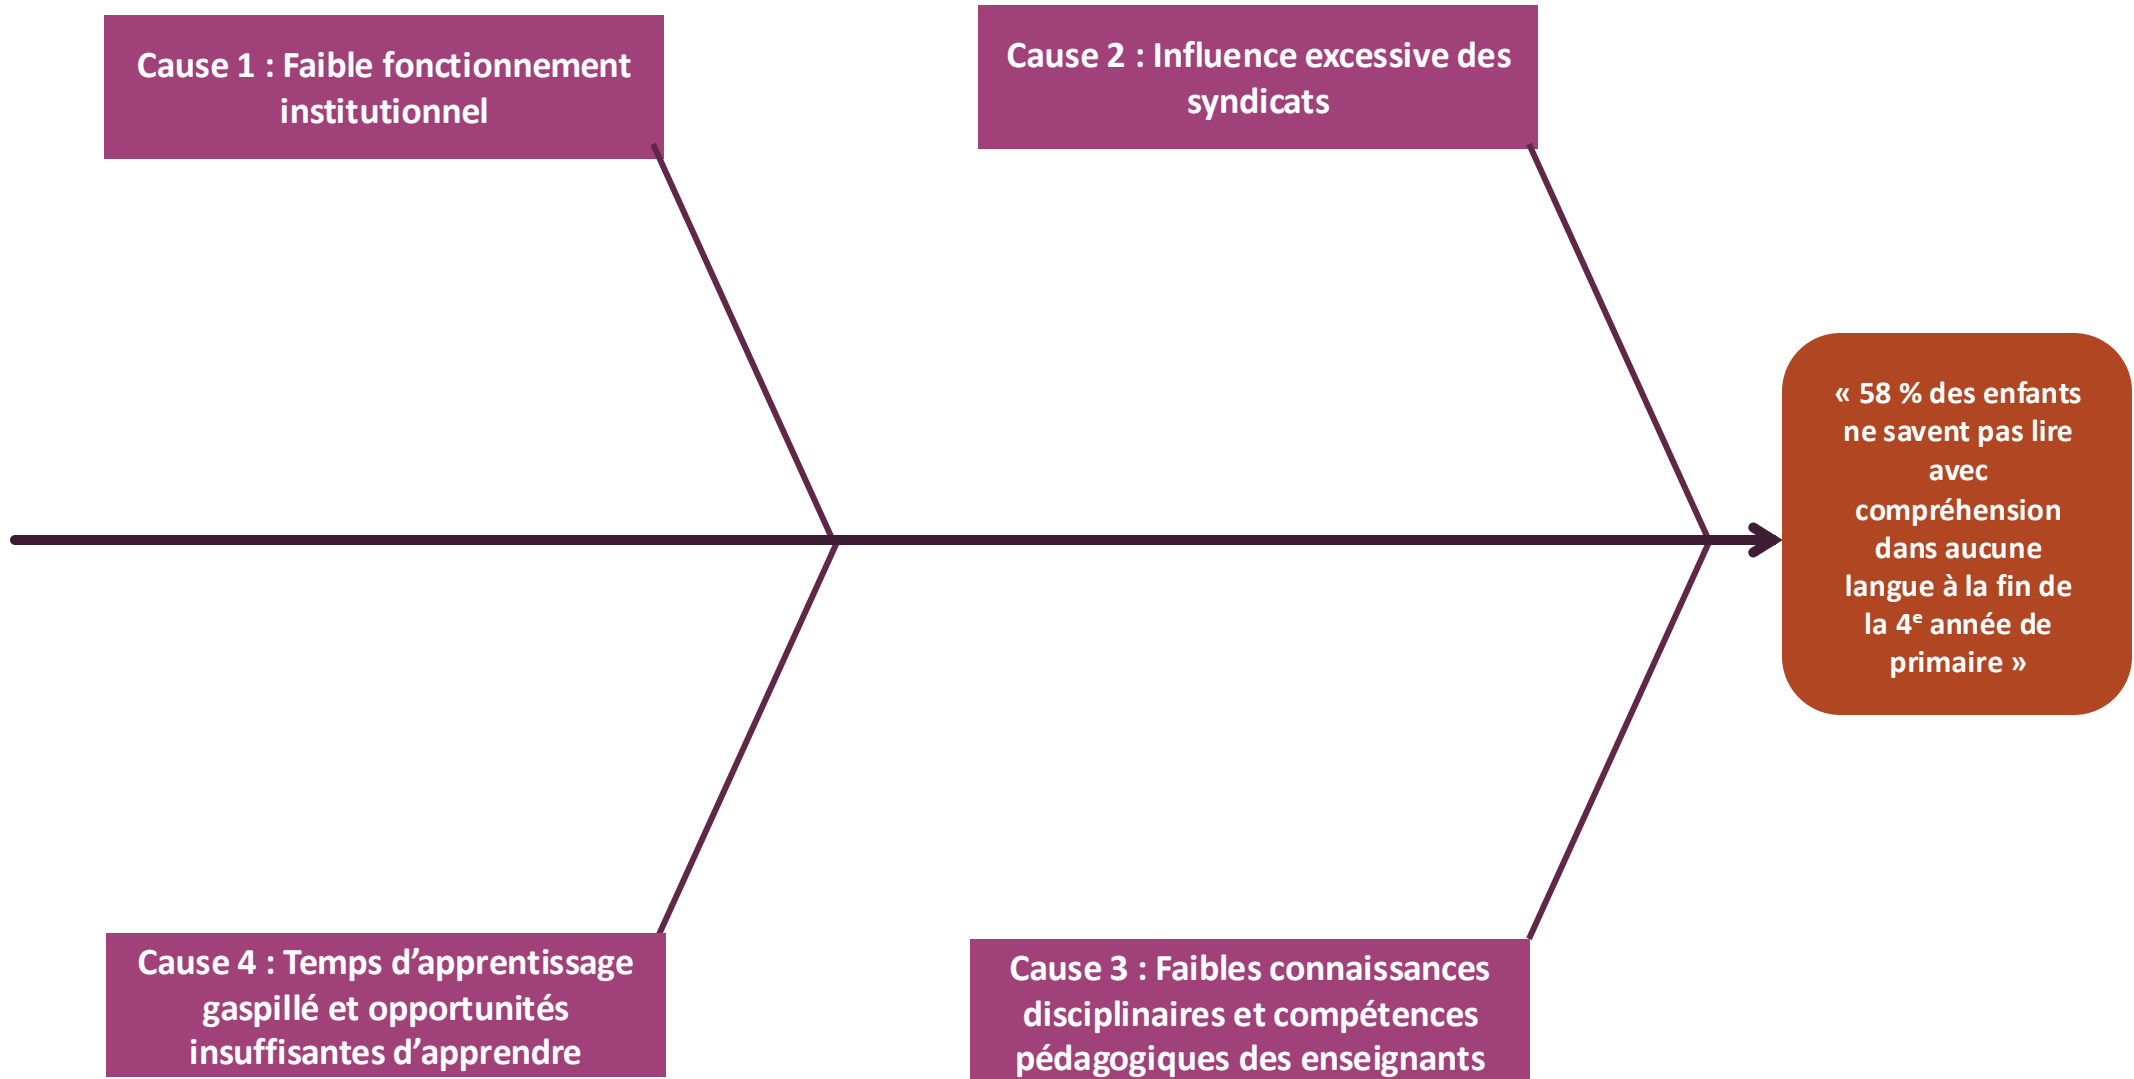 Cause 1 : Faible fonctionnement
institutionnel
Cause 2 : Influence excessive des
syndicats
« 58 % des enfants
ne savent pas lire
avec
compréhension
dans aucune
langue à la fin de
la 4ᵉ année de
primaire »
Cause 4 : Temps d’apprentissage
gaspillé et opportunités
insuffisantes d’apprendre
Cause 3 : Faibles connaissances
disciplinaires et compétences
pédagogiques des enseignants